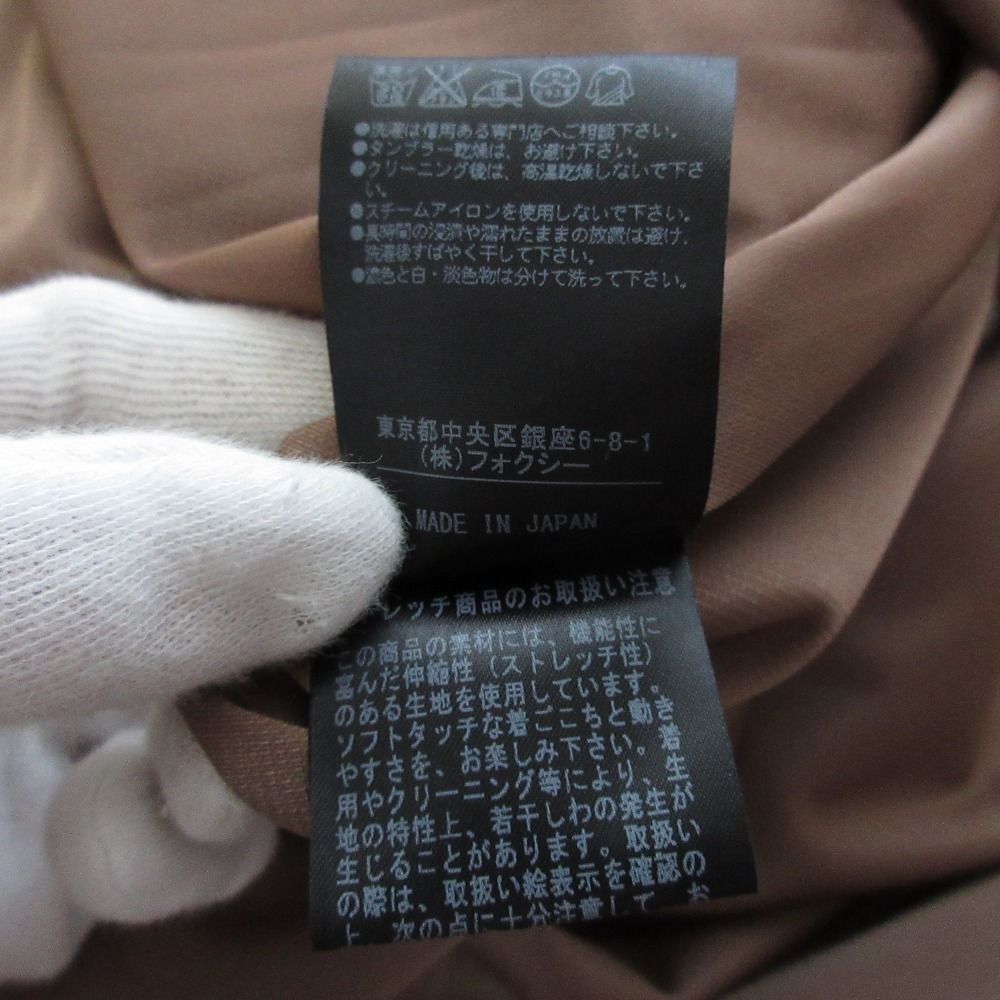 ●洗濯は信用ある専門店へご相談下さい。
●タンブラー乾燥は、お避け下さい。
●クリーニング後は、高温乾燥しないで下さ
い。
●スチームアイロンを使用しないで下さい。
●長時間の浸漬や濡れたままの放置は避け、
洗濯後すばやく干して下さい。
●濃色と白・淡色物は分けて洗って下さい。
東京都中央区銀座6-8-1
(株)フォクシー
MADE IN JAPAN
レッチ商品のお取扱い注意
この商品の素材には、機能性に
富んだ伸縮性(ストレッチ性)
のある生地を使用しています。
ソフトタッチな着ごこちと動き
やすさを、お楽しみ下さい。着
用やクリーニング等により、生
地の特性上、若干しわの発生が
生じることがあります。取扱い
の際は、取扱い絵表示を確認の
上、次の点に十分注意してお